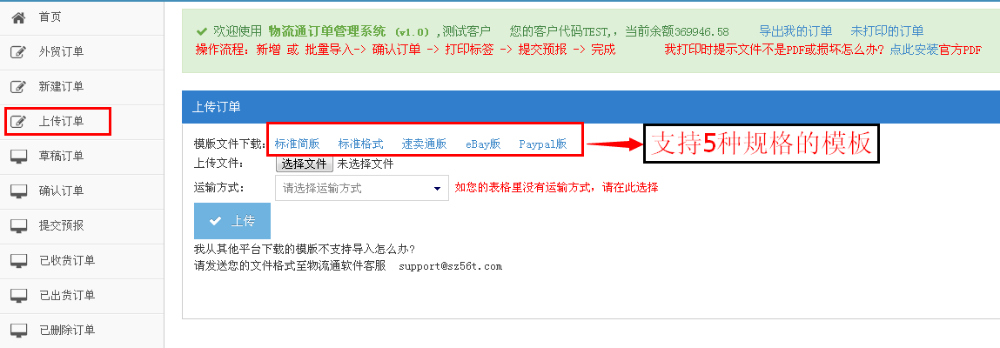 首页
外贸订单
新建订单
上传订单
草稿订单
确认订单
提交预报
已收货订单
已出货订单
已删除订单
欢迎使用 物流通订单管理系统 (v1.0) ,测试客户 您的客户代码TEST,，当前余额369946.58 导出我的订单 未打印的订单
操作流程：新增 或 批量导入-> 确认订单 -> 打印标签 -> 提交预报 -> 完成 我打印时提示文件不是PDF或损坏怎么办? 点此安装官方PDF
上传订单
模版文件下载： 标准简版 标准格式 速卖通版 eBay版 Paypal版
支持5种规格的模板
上传文件： 选择文件 未选择文件
运输方式： 请选择运输方式 如您的表格里没有运输方式，请在此选择
上传
我从其他平台下载的模版不支持导入怎么办?
请发送您的文件格式至物流通软件客服 support@sz56t.com